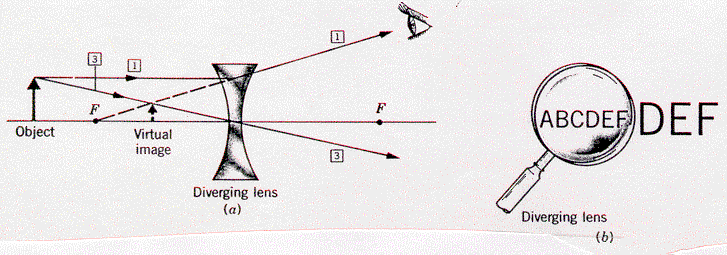 1
3
1
F
F
Object
Virtual
image
3
Diverging lens
(a)
ABCDEF DEF
Diverging lens
(b)